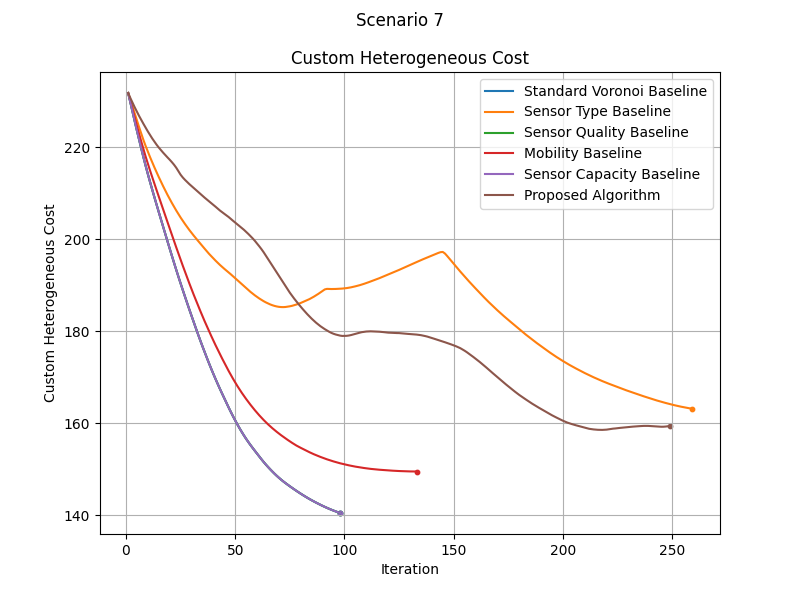 Scenario 7
Custom Heterogeneous Cost
Standard Voronoi Baseline
Sensor Type Baseline
Sensor Quality Baseline
Mobility Baseline
Sensor Capacity Baseline
Proposed Algorithm
Custom Heterogeneous Cost
220
200
180
160
140
0 50 100 150 200 250
Iteration